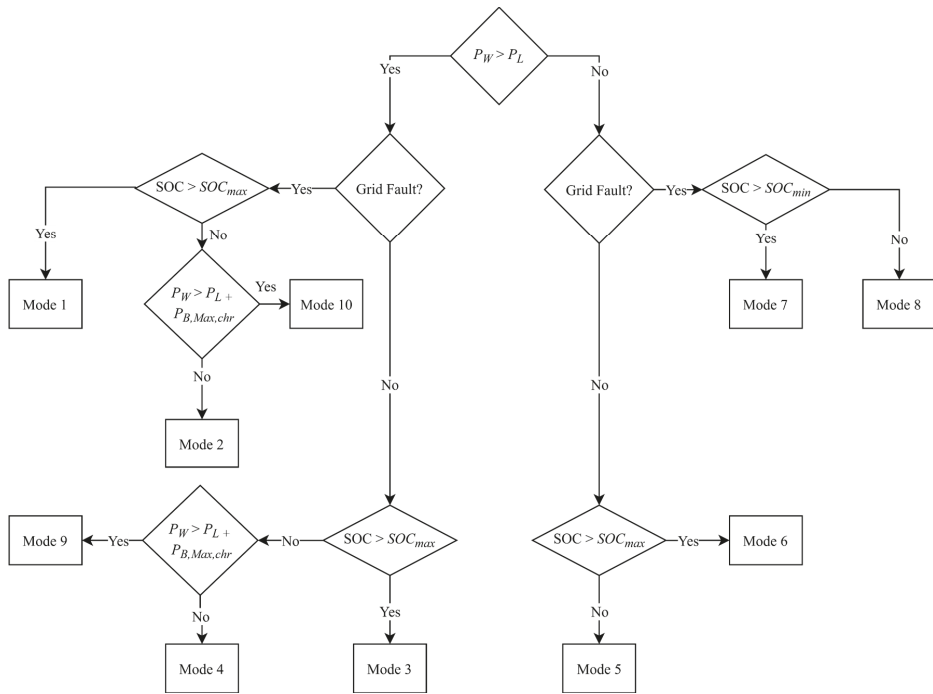 P_W > P_L
Yes
No
Grid Fault?
Grid Fault?
SOC > SOC_max
Yes
Yes
SOC > SOC_min
Yes
No
Yes
No
P_W > P_L +
P_B,Max,chr
Yes
Mode 1
Mode 10
Mode 7
Mode 8
No
No
No
Mode 2
P_W > P_L +
P_B,Max,chr
Mode 9
Yes
No
SOC > SOC_max
SOC > SOC_max
Yes
Mode 6
No
Yes
No
Mode 4
Mode 3
Mode 5